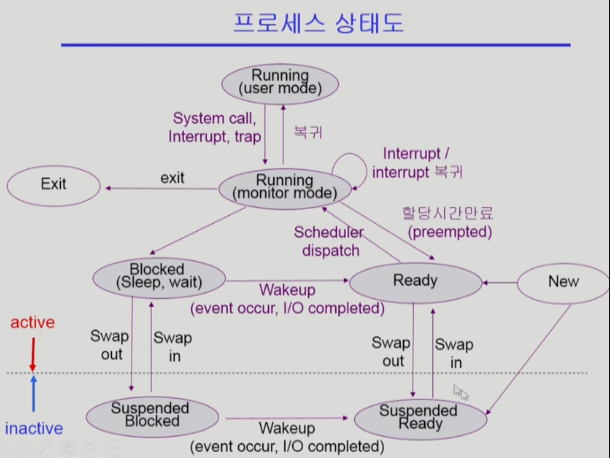 프로세스 상태도
Running
(user mode)
System call,
Interrupt, trap
복귀
Interrupt /
interrupt 복귀
Exit
exit
Running
(monitor mode)
할당시간만료
(preempted)
Scheduler
dispatch
Blocked
(Sleep, wait)
Wakeup
(event occur, I/O completed)
Ready
New
active
Swap
out
Swap
in
Swap
out
Swap
in
inactive
Suspended
Blocked
Wakeup
(event occur, I/O completed)
Suspended
Ready